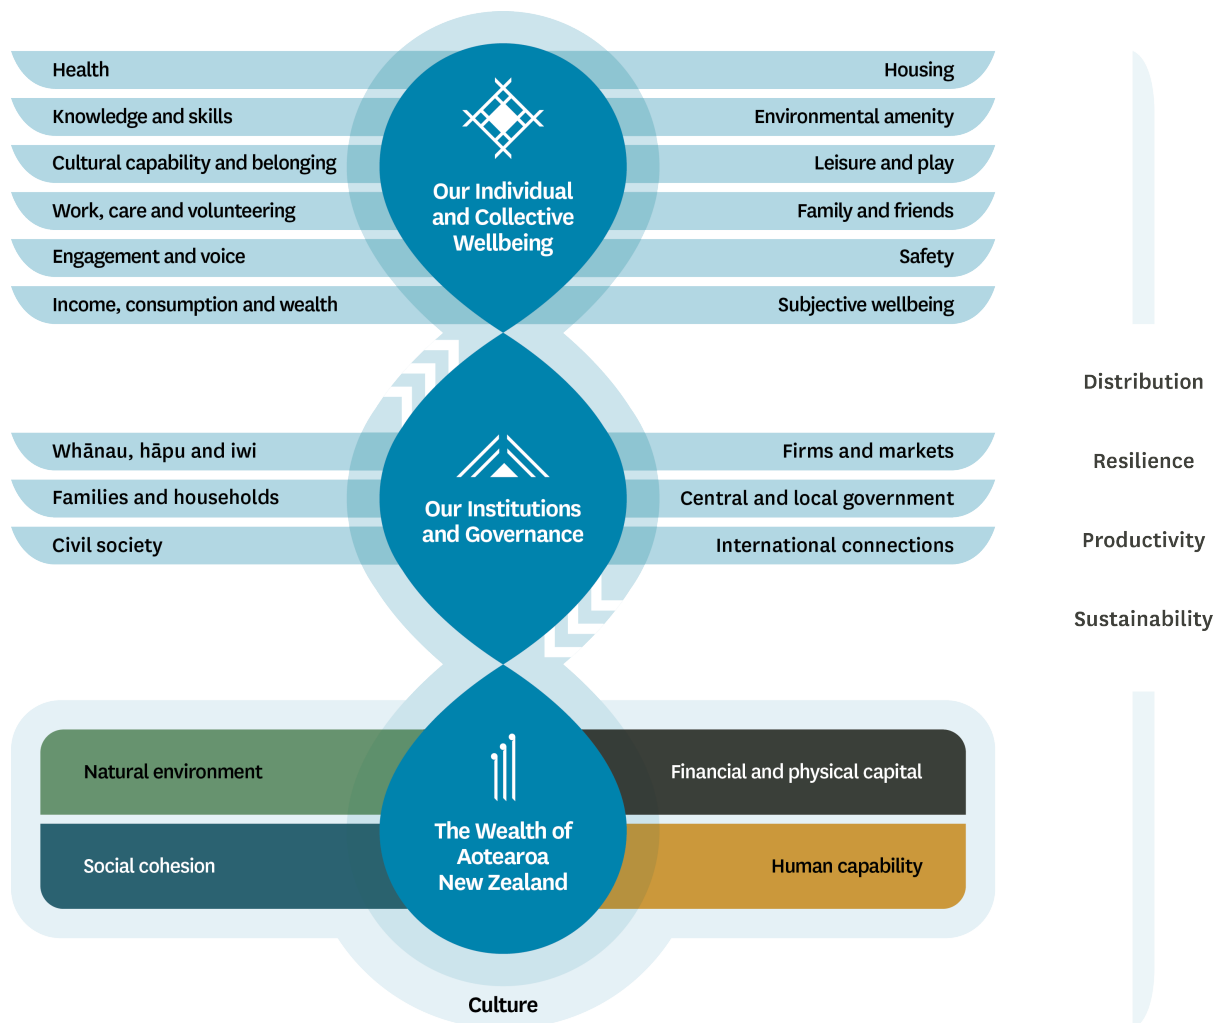 Health
Housing
Knowledge and skills
Environmental amenity
Cultural capability and belonging
Leisure and play
Work, care and volunteering
Family and friends
Engagement and voice
Safety
Income, consumption and wealth
Subjective wellbeing
Our Individual
and Collective
Wellbeing
Whānau, hāpu and iwi
Firms and markets
Families and households
Central and local government
Civil society
International connections
Our Institutions
and Governance
Natural environment
Financial and physical capital
Social cohesion
Human capability
The Wealth of
Aotearoa
New Zealand
Culture
Distribution
Resilience
Productivity
Sustainability